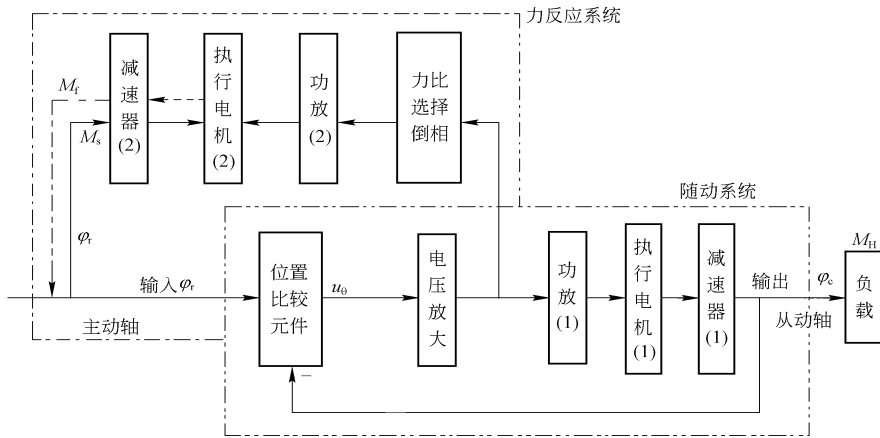 力反应系统
减速器(2)
执行电机(2)
功放(2)
力比选择倒相
M_f
M_s
φ_r
随动系统
输入φ_r
主动轴
位置比较元件
u_θ
电压放大
功放(1)
执行电机(1)
减速器(1)
输出
φ_c
从动轴
M_H
负载
−